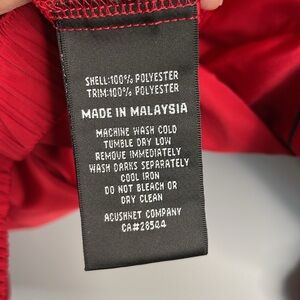 SHELL:100% POLYESTER
TRIM:100% POLYESTER
MADE IN MALAYSIA
MACHINE WASH COLD
TUMBLE DRY LOW
REMOVE IMMEDIATELY
WASH DARKS SEPARATELY
COOL IRON
DO NOT BLEACH OR
DRY CLEAN
ACUSHNET COMPANY
CA#28544